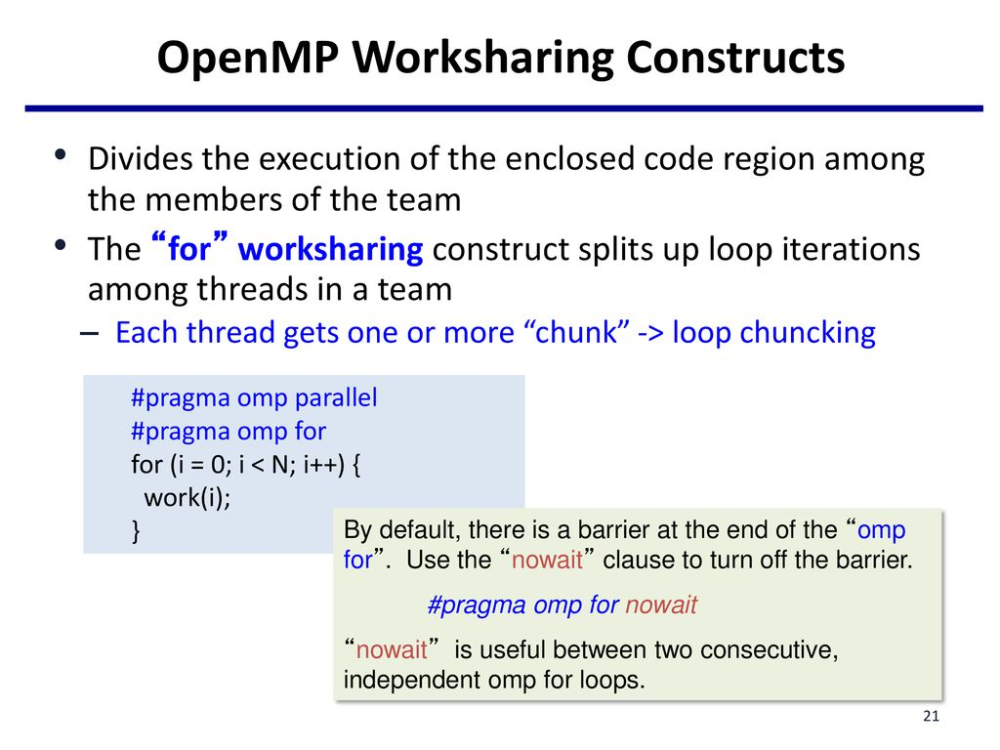 OpenMP Worksharing Constructs
• Divides the execution of the enclosed code region among
the members of the team
• The “for” worksharing construct splits up loop iterations
among threads in a team
– Each thread gets one or more “chunk” -> loop chuncking
#pragma omp parallel
#pragma omp for
for (i = 0; i < N; i++) {
work(i);
}
By default, there is a barrier at the end of the “omp
for”. Use the “nowait” clause to turn off the barrier.
#pragma omp for nowait
“nowait” is useful between two consecutive,
independent omp for loops.
21